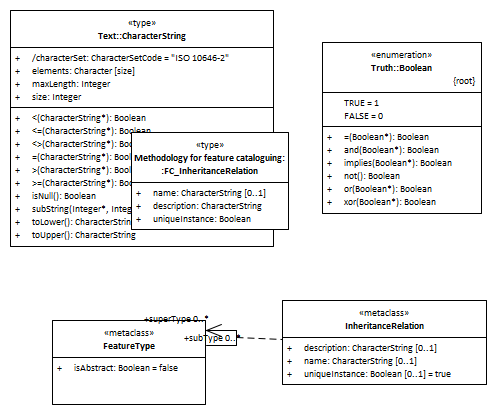 «type»
Text::CharacterString
+ /characterSet: CharacterSetCode = "ISO 10646-2"
+ elements: Character [size]
+ maxLength: Integer
+ size: Integer
+ <(CharacterString*): Boolean
+ <=(CharacterString*): Boolean
+ <>(CharacterString*): Boolean
+ =(CharacterString*): Boo
+ >(CharacterString*): Boo
+ >=(CharacterString*): Bo
+ isNull(): Boolean
+ subString(Integer*, Integ
+ toLower(): CharacterStrin
+ toUpper(): CharacterString
«type»
Methodology for feature cataloguing:
:FC_InheritanceRelation
+ name: CharacterString [0..1]
+ description: CharacterString
+ uniqueInstance: Boolean
«enumeration»
Truth::Boolean
{root}
TRUE = 1
FALSE = 0
+ =(Boolean*): Boolean
+ and(Boolean*): Boolean
+ implies(Boolean*): Boolean
+ not(): Boolean
+ or(Boolean*): Boolean
+ xor(Boolean*): Boolean
+superType 0..*
+subType 0..*
«metaclass»
FeatureType
+ isAbstract: Boolean = false
«metaclass»
InheritanceRelation
+ description: CharacterString [0..1]
+ name: CharacterString [0..1]
+ uniqueInstance: Boolean [0..1] = true